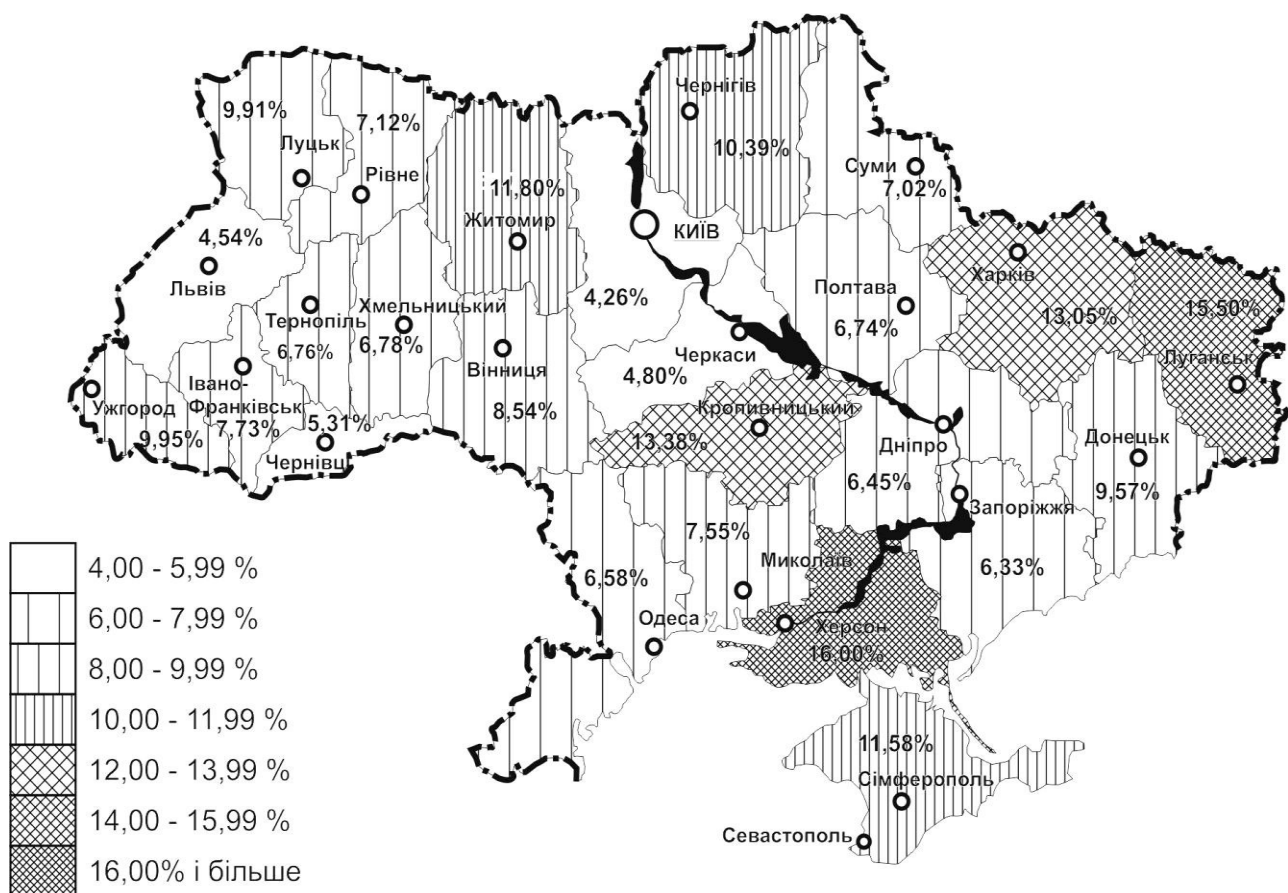 Чернігів
9,91%
7,12%
10,39%
Луцьк
Суми
Рівне
7,02%
11,80%
Житомир
КИЇВ
4,54%
Харків
Львів
4,26%
Полтава
13,05%
15,50%
Тернопіль
Хмельницький
6,76%
6,78%
6,74%
Черкаси
Луганськ
Вінниця
4,80%
Ужгород
Івано-
Франківськ
8,54%
Кропивницький
9,95%
7,73%
5,31%
Чернівці
13,38%
Дніпро
Донецьк
6,45%
9,57%
Запоріжжя
7,55%
Миколаїв
6,33%
6,58%
Одеса
Херсон
16,00%
11,58%
Сімферополь
Севастополь
4,00 - 5,99 %
6,00 - 7,99 %
8,00 - 9,99 %
10,00 - 11,99 %
12,00 - 13,99 %
14,00 - 15,99 %
16,00% і більше